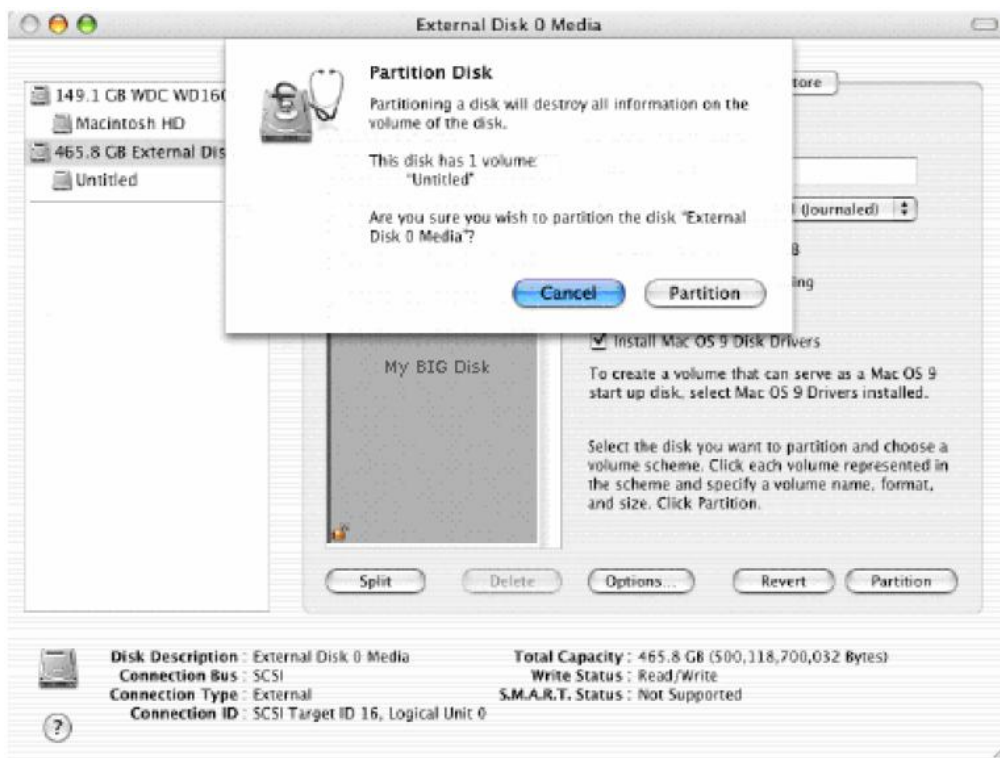 External Disk 0 Media
149.1 GB WDC WD160
Macintosh HD
465.8 GB External Dis
Untitled
Partition Disk
Partitioning a disk will destroy all information on the
volume of the disk.
This disk has 1 volume:
"Untitled"
Are you sure you wish to partition the disk "External
Disk 0 Media"?
Cancel
Partition
tore
(Journaled)
B
ing
My BIG Disk
Install Mac OS 9 Disk Drivers
To create a volume that can serve as a Mac OS 9
start up disk, select Mac OS 9 Drivers installed.
Select the disk you want to partition and choose a
volume scheme. Click each volume represented in
the scheme and specify a volume name, format,
and size. Click Partition.
Split
Delete
Options...
Revert
Partition
Disk Description : External Disk 0 Media
Connection Bus : SCSI
Connection Type : External
Connection ID : SCSI Target ID 16, Logical Unit 0
Total Capacity : 465.8 GB (500,118,700,032 Bytes)
Write Status : Read/Write
S.M.A.R.T. Status : Not Supported
?